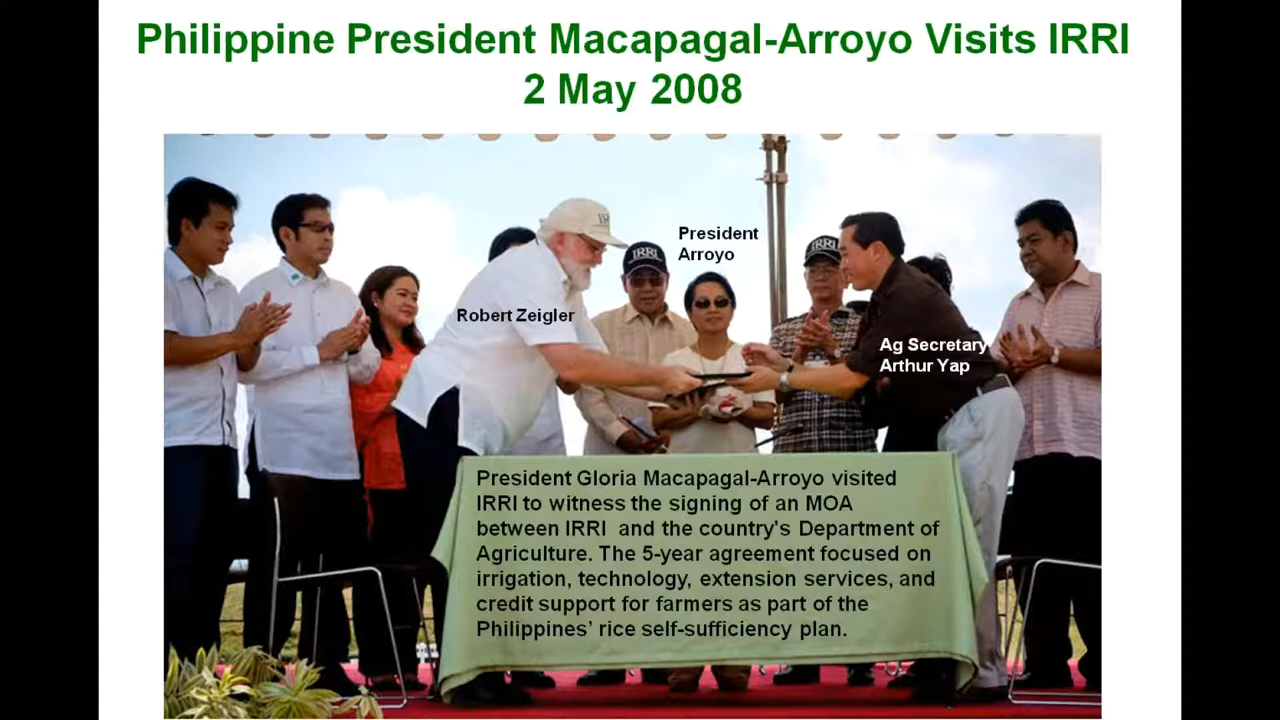 Philippine President Macapagal-Arroyo Visits IRRI
2 May 2008
President
Arroyo
IRRI
IRRI
Robert Zeigler
Ag Secretary
Arthur Yap
President Gloria Macapagal-Arroyo visited
IRRI to witness the signing of an MOA
between IRRI and the country's Department of
Agriculture. The 5-year agreement focused on
irrigation, technology, extension services, and
credit support for farmers as part of the
Philippines’ rice self-sufficiency plan.